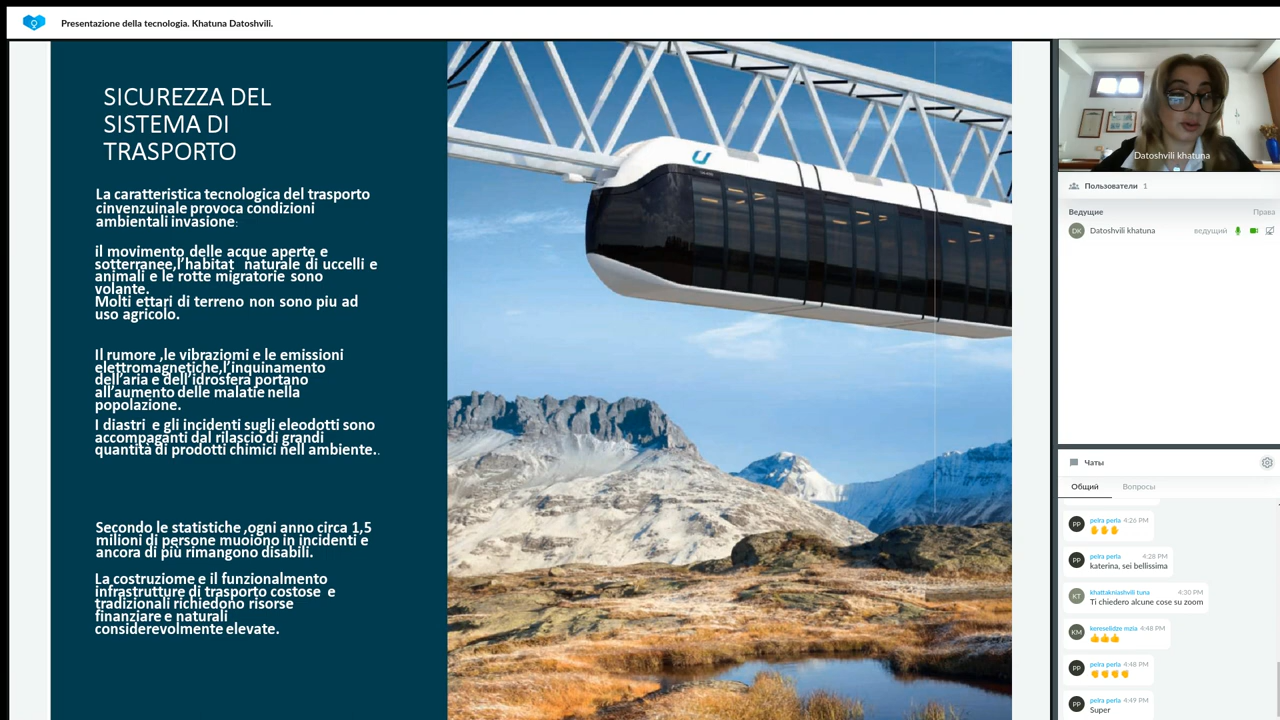 Presentazione della tecnologia. Khatuna Datoshvili.
SICUREZZA DEL
SISTEMA DI
TRASPORTO
La caratteristica tecnologica del trasporto
cinvenzuinale provoca condizioni
ambientali invasione:
il movimento delle acque aperte e
sotterranee,l'habitat naturale di uccelli e
animali e le rotte migratorie sono
volante.
Molti ettari di terreno non sono piu ad
uso agricolo.
Il rumore ,le vibraziomi e le emissioni
elettromagnetiche,l'inquinamento
dell'aria e dell'idrosfera portano
all'aumento delle malatie nella
popolazione.
I diastri e gli incidenti sugli eleodotti sono
accompaganti dal rilascio di grandi
quantità di prodotti chimici nell ambiente..
Secondo le statistiche ,ogni anno circa 1,5
milioni di persone muoiono in incidenti e
ancora di più rimangono disabili.
La costruziome e il funzionalmento
infrastrutture di trasporto costose e
tradizionali richiedono risorse
finanziare e naturali
considerevolmente elevate.
U
Datoshvili khatuna
Пользователи 1
Ведущие Права
DK Datoshvili khatuna ведущий
Чаты
Общий Вопросы
PP petra perla 4:26 PM
✋✋✋
PP petra perla 4:28 PM
katerina, sei bellissima
KT khattakniashvili tuna 4:30 PM
Ti chiedero alcune cose su zoom
KM kereselidze mzia 4:48 PM
👍👍👍
PP petra perla 4:48 PM
👏👏👏👏
PP petra perla 4:49 PM
Super